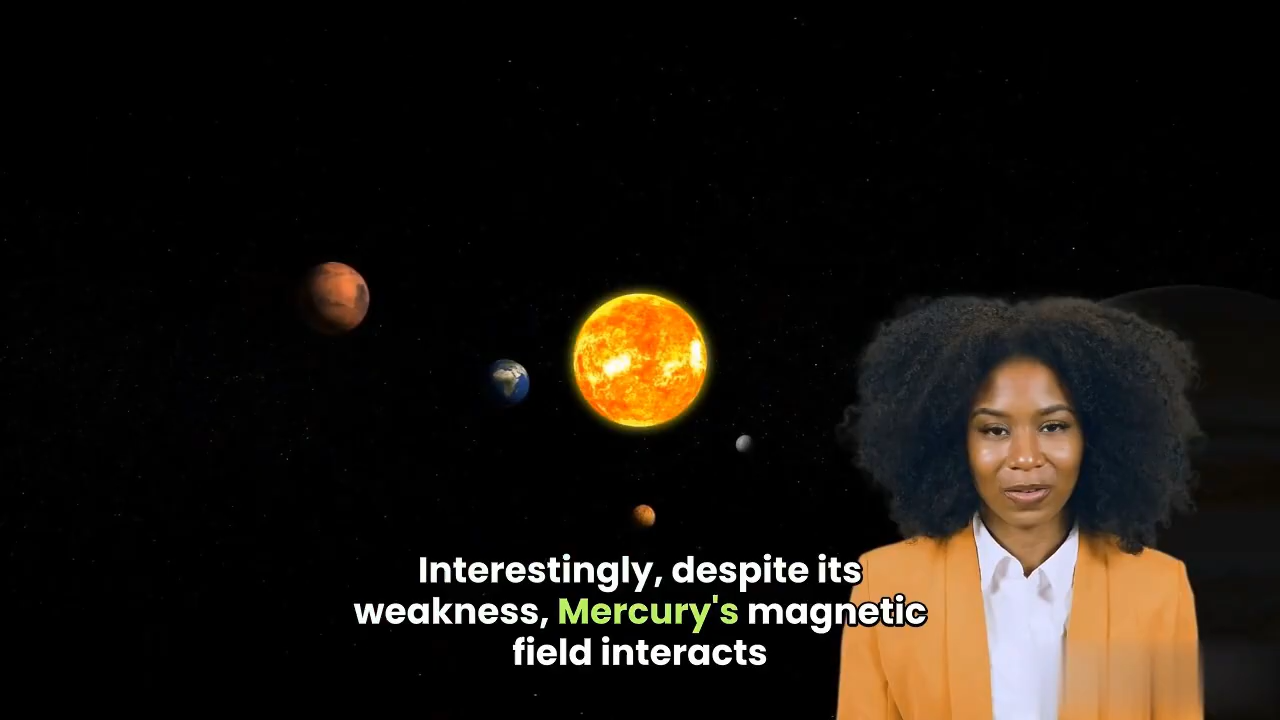 Interestingly, despite its
weakness, Mercury's magnetic
field interacts